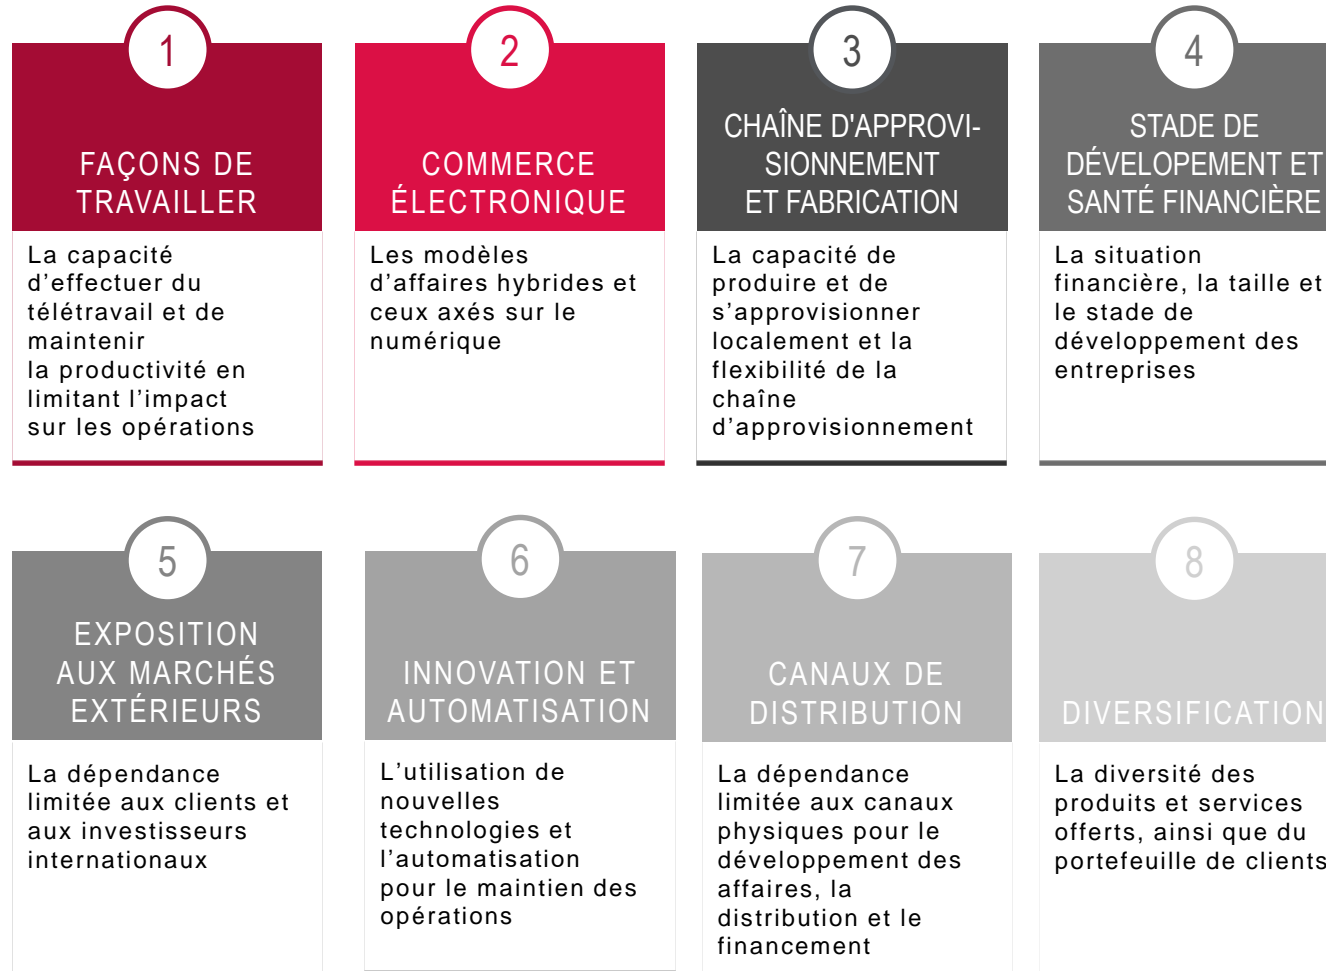 1
FAÇONS DE
TRAVAILLER
La capacité
d’effectuer du
télétravail et de
maintenir
la productivité en
limitant l’impact
sur les opérations
2
COMMERCE
ÉLECTRONIQUE
Les modèles
d’affaires hybrides et
ceux axés sur le
numérique
3
CHAÎNE D'APPROVI-
SIONNEMENT
ET FABRICATION
La capacité de
produire et de
s’approvisionner
localement et la
flexibilité de la
chaîne
d’approvisionnement
4
STADE DE
DÉVELOPEMENT ET
SANTÉ FINANCIÈRE
La situation
financière, la taille et
le stade de
développement des
entreprises
5
EXPOSITION
AUX MARCHÉS
EXTÉRIEURS
La dépendance
limitée aux clients et
aux investisseurs
internationaux
6
INNOVATION ET
AUTOMATISATION
L’utilisation de
nouvelles
technologies et
l’automatisation
pour le maintien des
opérations
7
CANAUX DE
DISTRIBUTION
La dépendance
limitée aux canaux
physiques pour le
développement des
affaires, la
distribution et le
financement
8
DIVERSIFICATION
La diversité des
produits et services
offerts, ainsi que du
portefeuille de clients